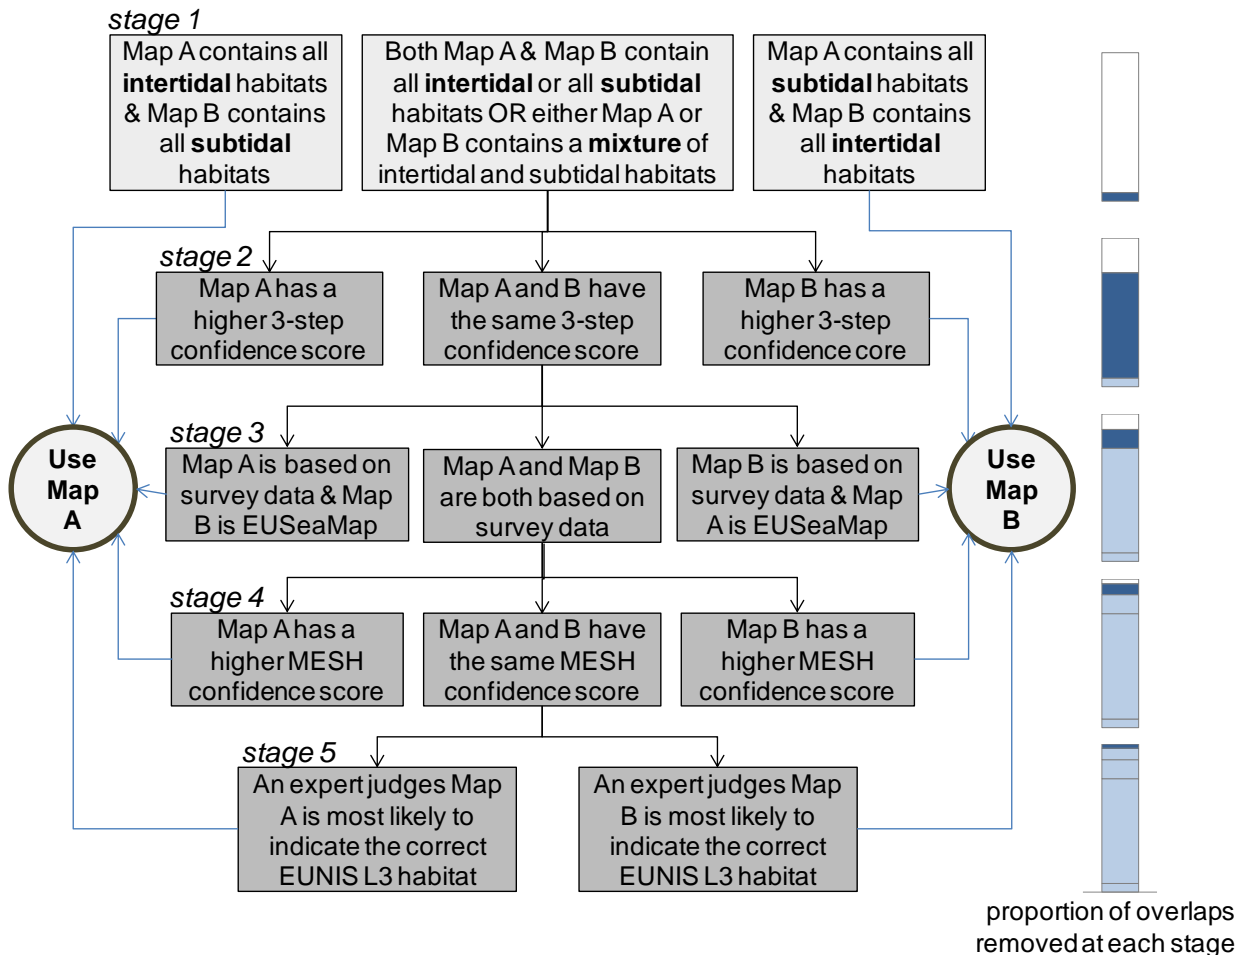 stage 1
Map A contains all
intertidal habitats
& Map B contains
all subtidal
habitats
Both Map A & Map B contain
all intertidal or all subtidal
habitats OR either Map A or
Map B contains a mixture of
intertidal and subtidal habitats
Map A contains all
subtidal habitats
& Map B contains
all intertidal
habitats
stage 2
Map A has a
higher 3-step
confidence score
Map A and B have
the same 3-step
confidence score
Map B has a
higher 3-step
confidence core
Use
Map
A
stage 3
Map A is based on
survey data & Map
B is EUSeaMap
Map A and Map B
are both based on
survey data
Map B is based on
survey data & Map
A is EUSeaMap
Use
Map
B
stage 4
Map A has a
higher MESH
confidence score
Map A and B have
the same MESH
confidence score
Map B has a
higher MESH
confidence score
stage 5
An expert judges Map
A is most likely to
indicate the correct
EUNIS L3 habitat
An expert judges Map
B is most likely to
indicate the correct
EUNIS L3 habitat
proportion of overlaps
removed at each stage